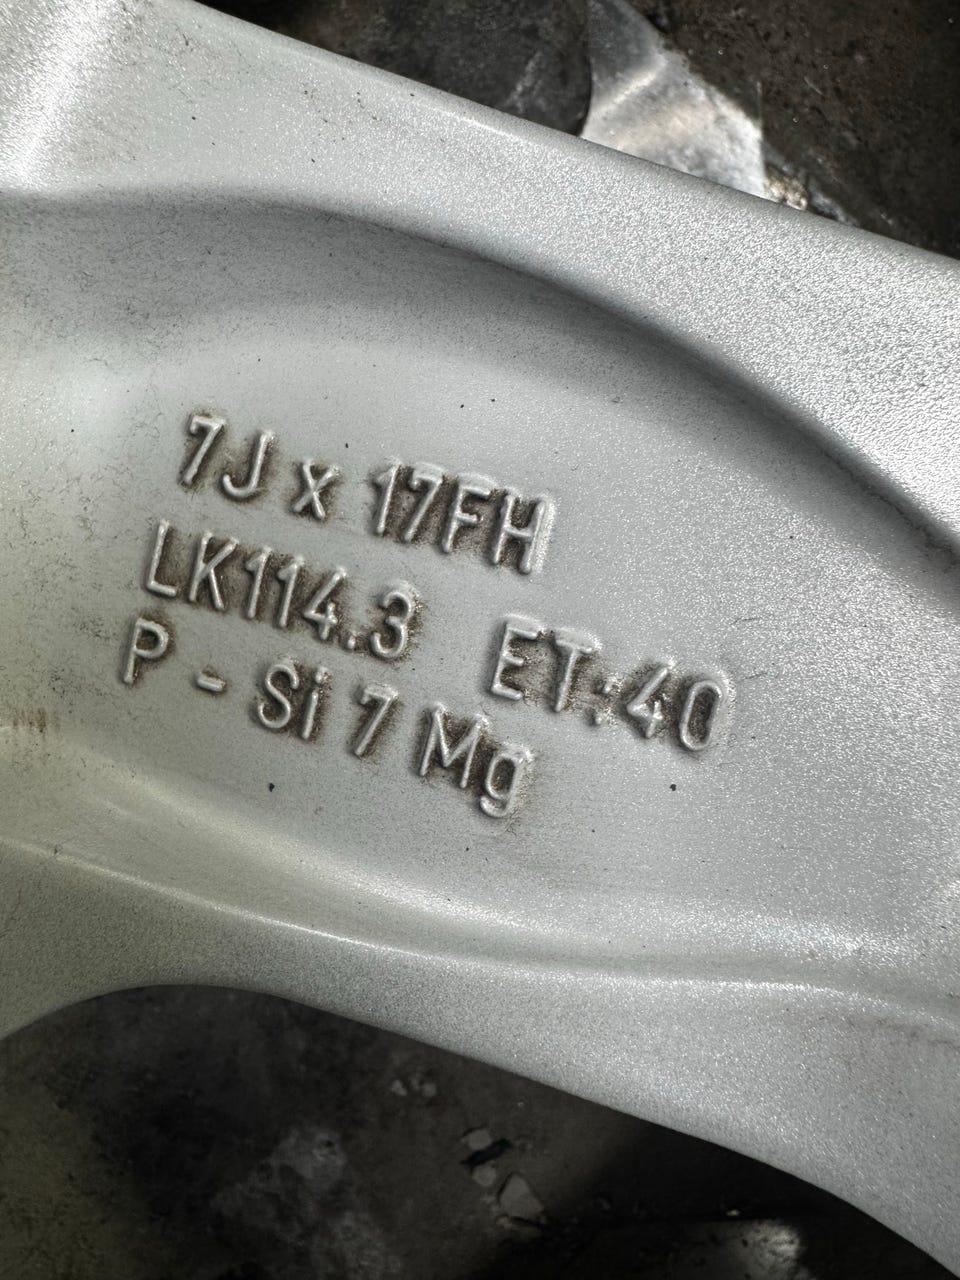 7J x 17FH
LK114.3 ET:40
P - Si 7 Mg